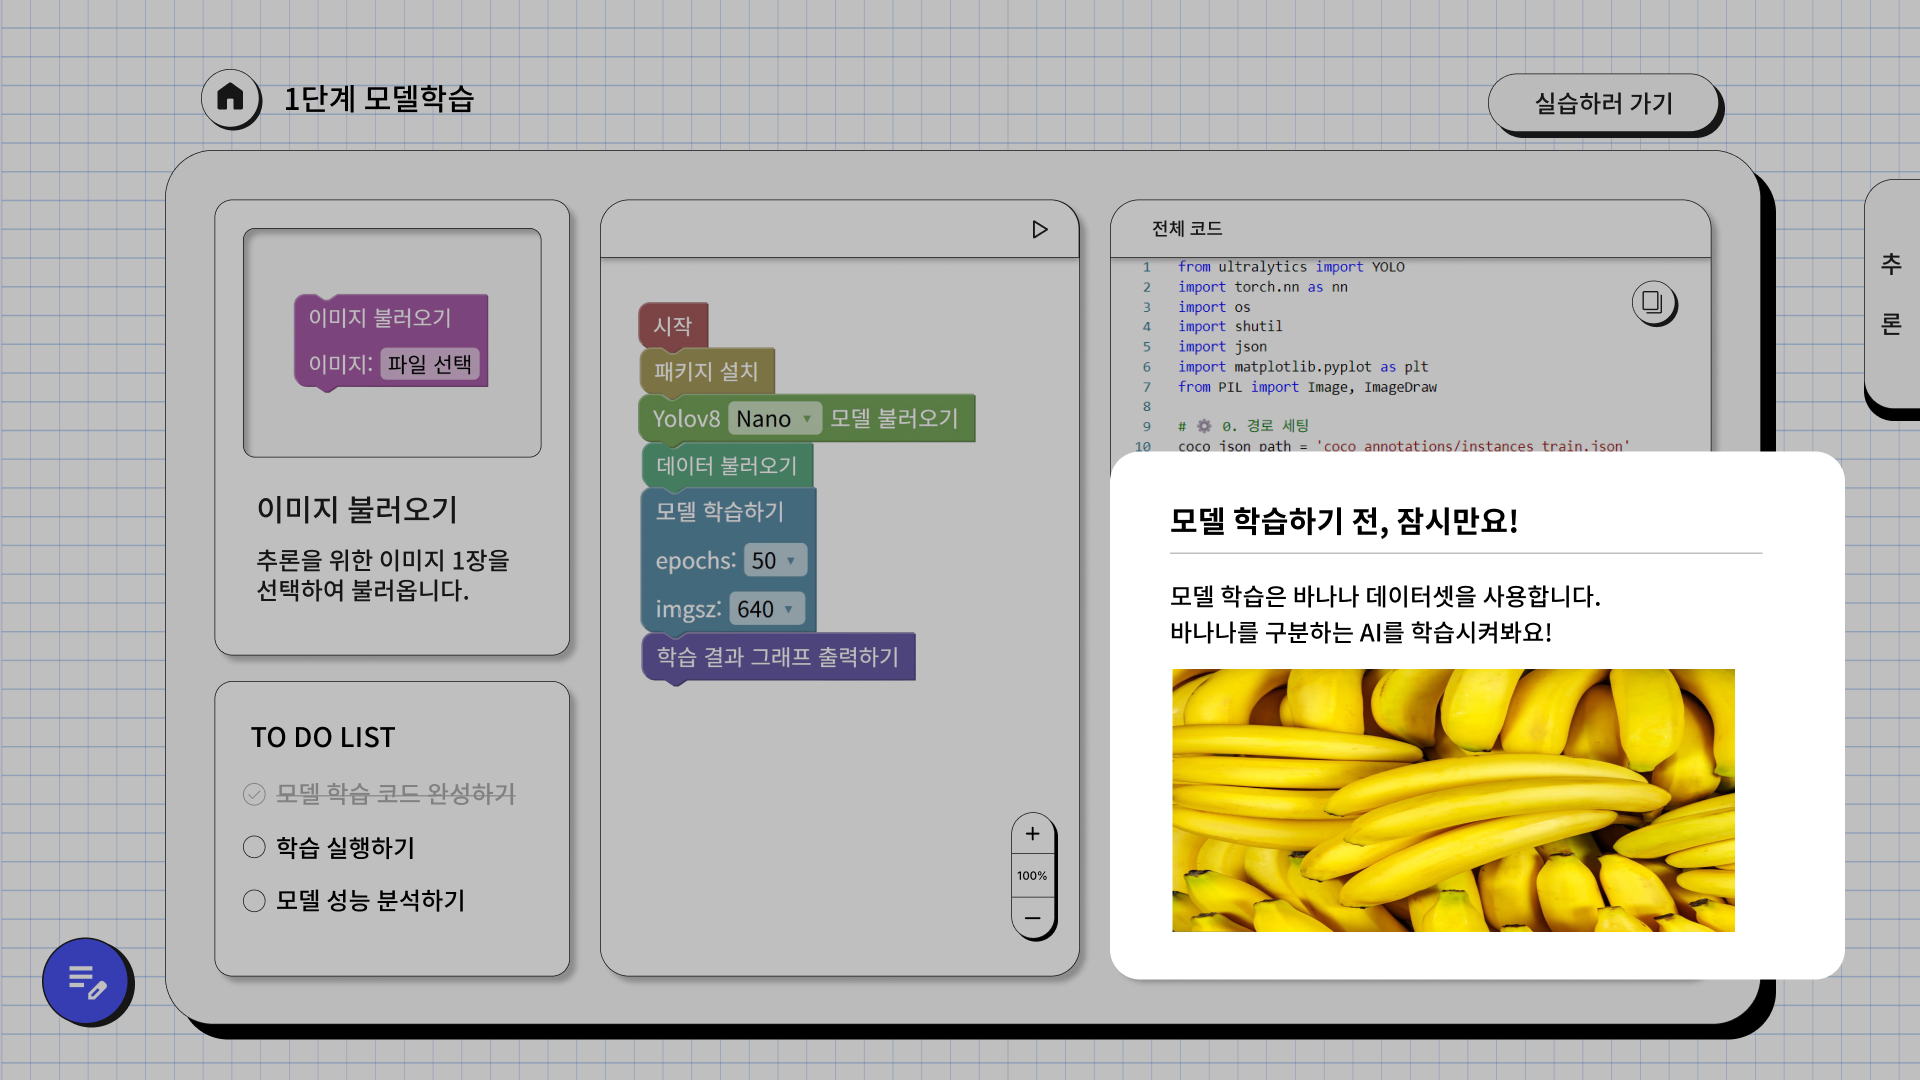 1단계 모델학습
실습하러 가기
이미지 불러오기
이미지: 파일 선택
이미지 불러오기
추론을 위한 이미지 1장을
선택하여 불러옵니다.
TO DO LIST
모델 학습 코드 완성하기
학습 실행하기
모델 성능 분석하기
시작
패키지 설치
Yolov8 Nano 모델 불러오기
데이터 불러오기
모델 학습하기
epochs: 50
imgsz: 640
학습 결과 그래프 출력하기
+
100%
−
전체 코드
1 from ultralytics import YOLO
2 import torch.nn as nn
3 import os
4 import shutil
5 import json
6 import matplotlib.pyplot as plt
7 from PIL import Image, ImageDraw
8
9 # ⚙ 0. 경로 세팅
10 coco_json_path = 'coco_annotations/instances_train.json'
모델 학습하기 전, 잠시만요!
모델 학습은 바나나 데이터셋을 사용합니다.
바나나를 구분하는 AI를 학습시켜봐요!
추
론